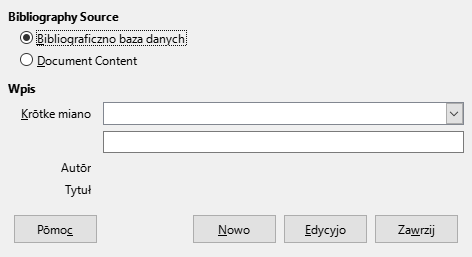 Bibliography Source
Bibliograficzno baza danych
Document Content
Wpis
Krōtke miano
Autōr
Tytuł
Pōmoc
Nowo
Edycyjo
Zawrzij